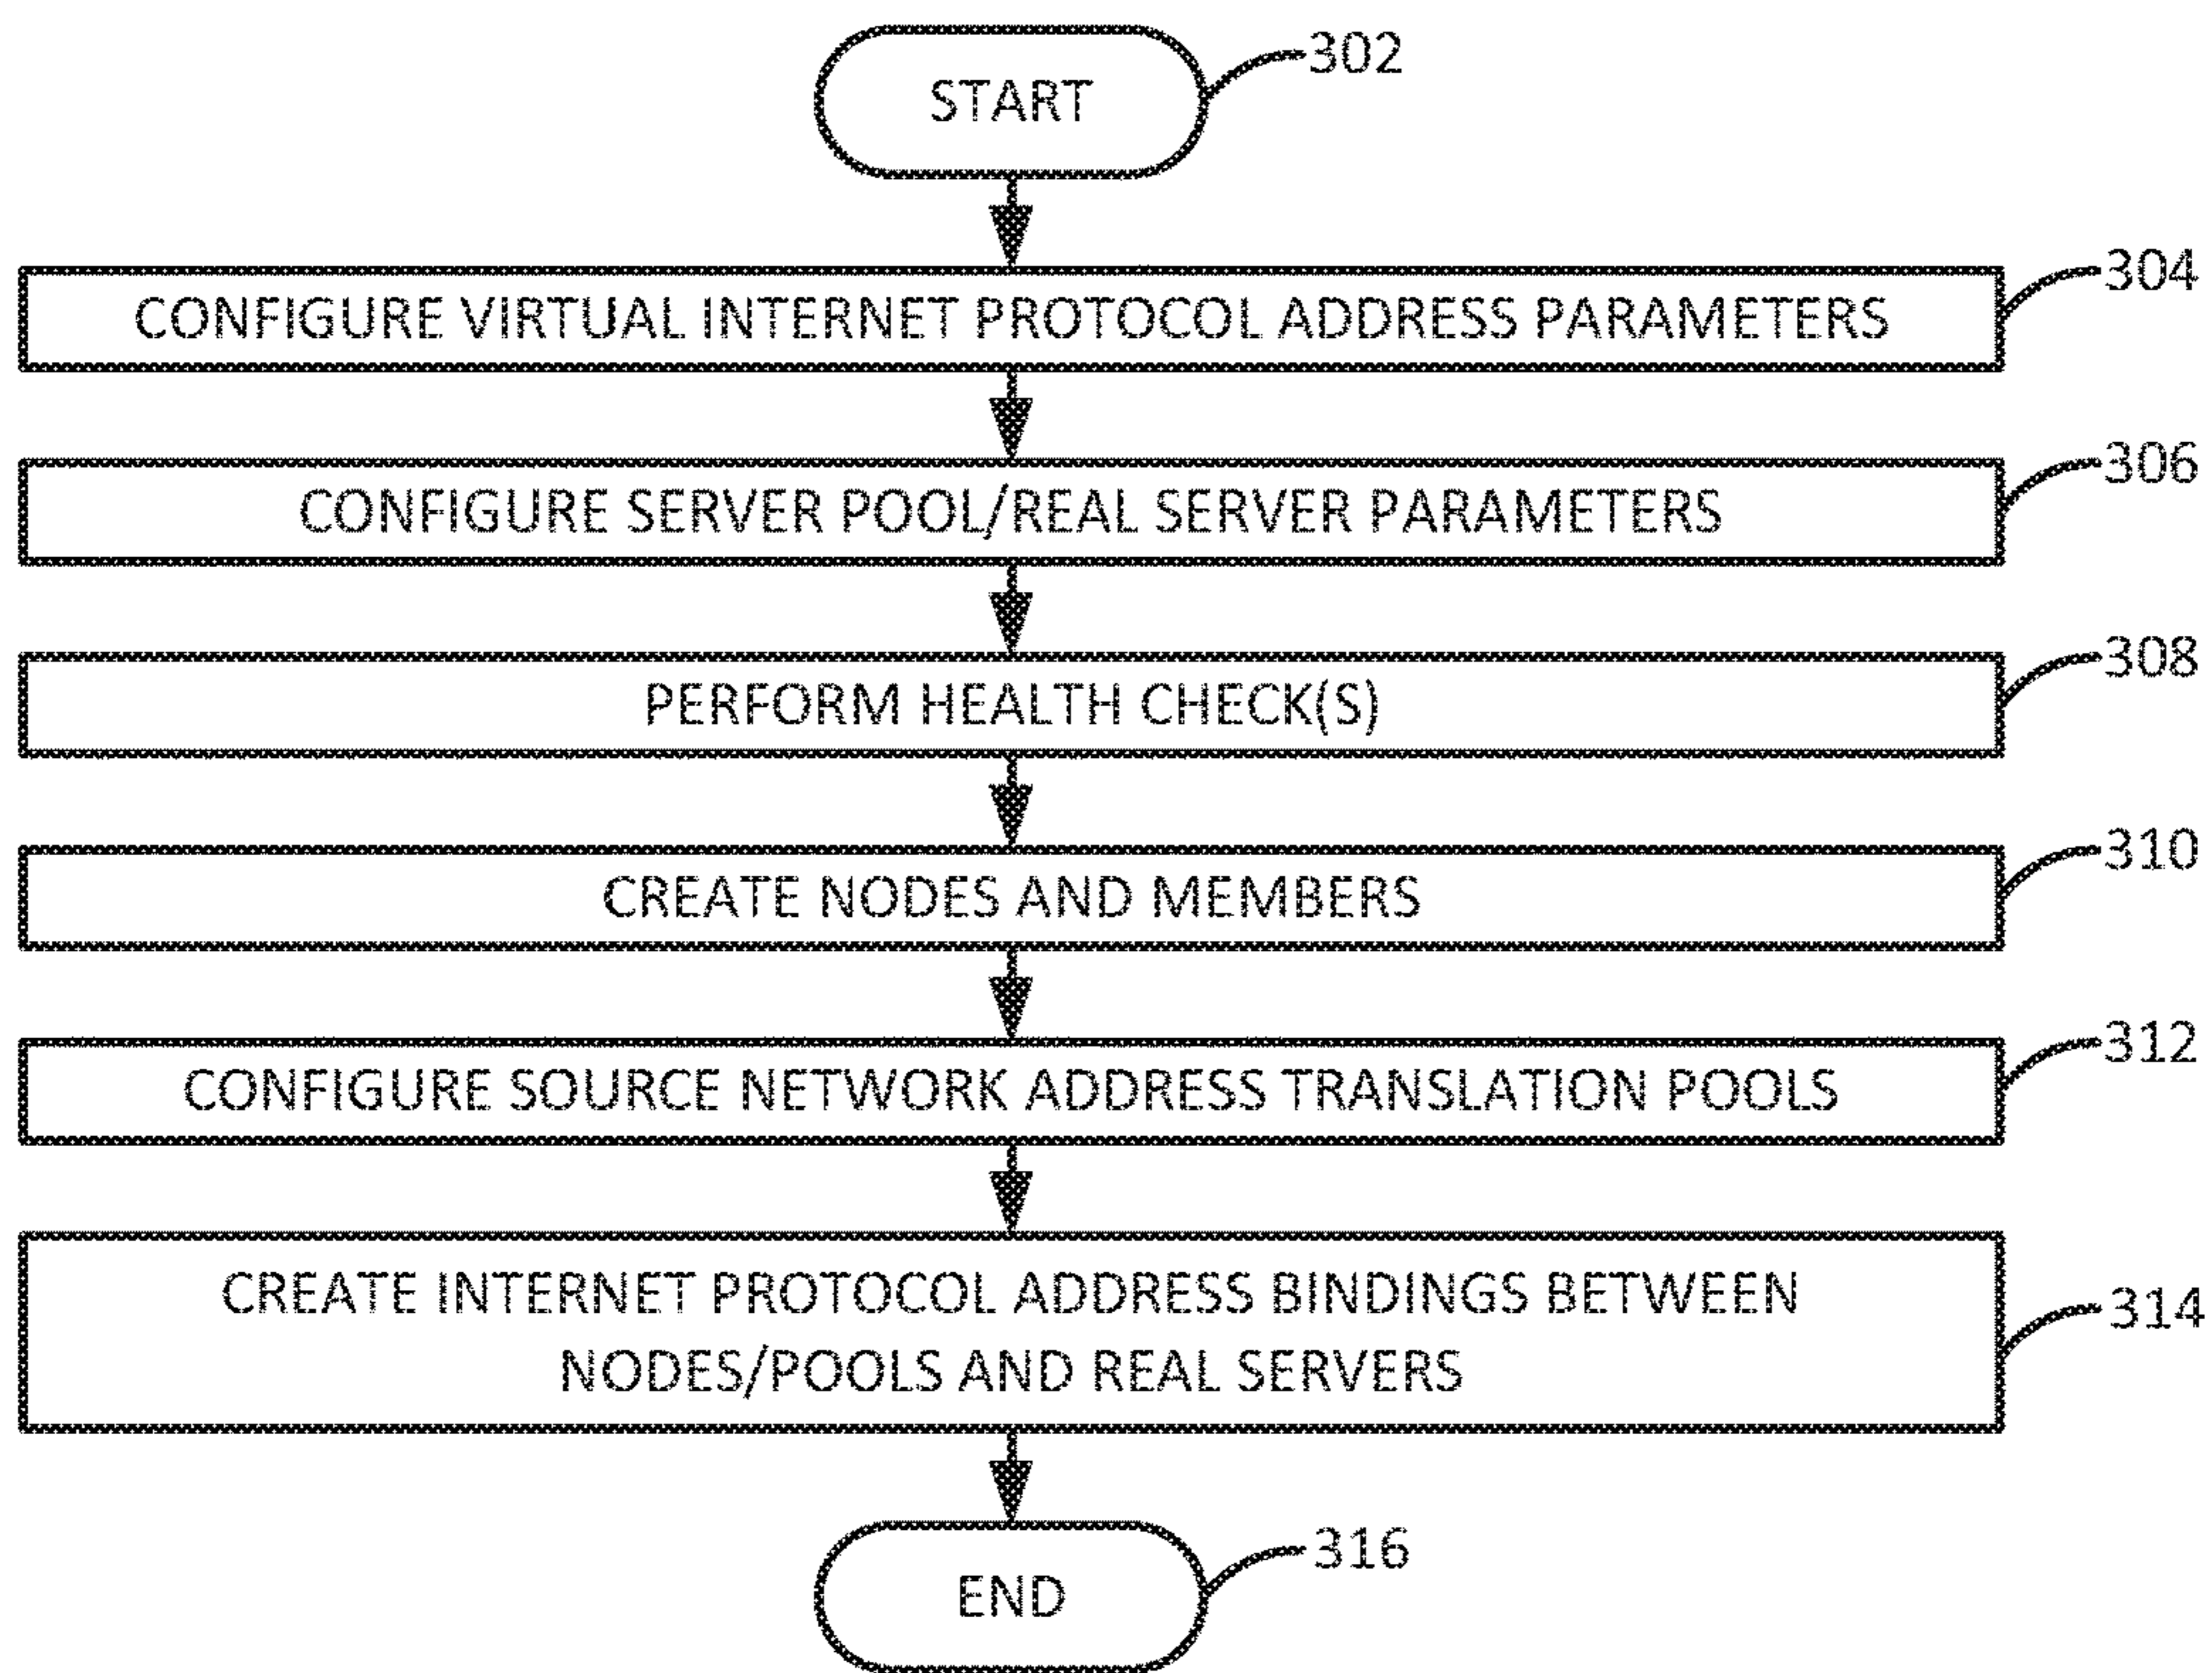 START
302
CONFIGURE VIRTUAL INTERNET PROTOCOL ADDRESS PARAMETERS
304
CONFIGURE SERVER POOL/REAL SERVER PARAMETERS
306
PERFORM HEALTH CHECK(S)
308
CREATE NODES AND MEMBERS
310
CONFIGURE SOURCE NETWORK ADDRESS TRANSLATION POOLS
312
CREATE INTERNET PROTOCOL ADDRESS BINDINGS BETWEEN
NODES/POOLS AND REAL SERVERS
314
END
316